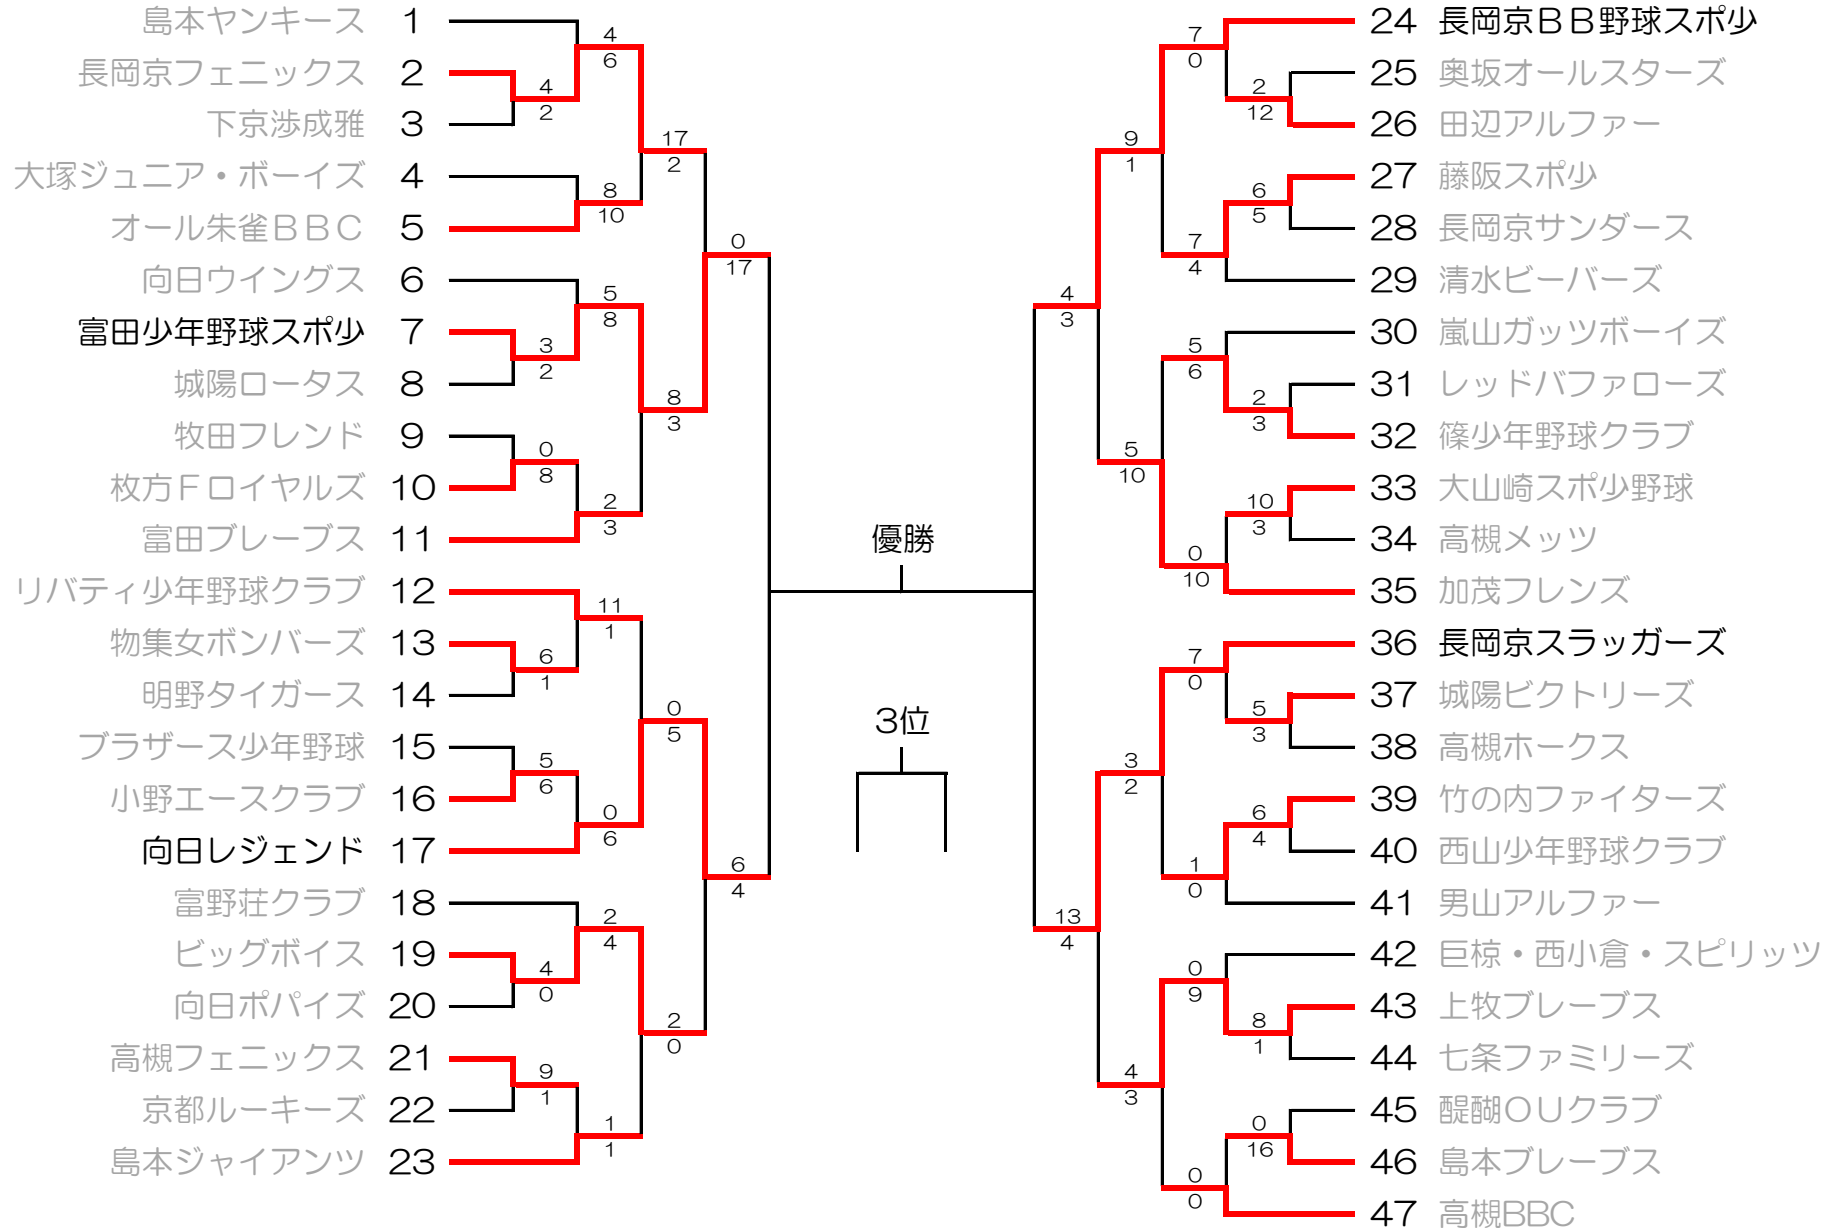 島本ヤンキース 1
長岡京フェニックス 2
下京渉成雅 3
大塚ジュニア・ボーイズ 4
オール朱雀ＢＢＣ 5
向日ウイングス 6
富田少年野球スポ少 7
城陽ロータス 8
牧田フレンド 9
枚方Ｆロイヤルズ 10
富田ブレーブス 11
リバティ少年野球クラブ 12
物集女ボンバーズ 13
明野タイガース 14
ブラザース少年野球 15
小野エースクラブ 16
向日レジェンド 17
富野荘クラブ 18
ビッグボイス 19
向日ポパイズ 20
高槻フェニックス 21
京都ルーキーズ 22
島本ジャイアンツ 23
4
2
3
2
0
8
6
1
5
6
4
0
9
1
4
6
8
10
5
8
2
3
11
1
0
6
2
4
1
1
17
2
8
3
0
5
2
0
0
17
6
4
優勝
3位
4
3
13
4
9
1
5
10
3
2
4
3
7
0
7
4
5
6
0
10
7
0
1
0
0
9
0
0
2
12
6
5
2
3
10
3
5
3
6
4
8
1
0
16
24 長岡京ＢＢ野球スポ少
25 奥坂オールスターズ
26 田辺アルファー
27 藤阪スポ少
28 長岡京サンダース
29 清水ビーバーズ
30 嵐山ガッツボーイズ
31 レッドバファローズ
32 篠少年野球クラブ
33 大山崎スポ少野球
34 高槻メッツ
35 加茂フレンズ
36 長岡京スラッガーズ
37 城陽ビクトリーズ
38 高槻ホークス
39 竹の内ファイターズ
40 西山少年野球クラブ
41 男山アルファー
42 巨椋・西小倉・スピリッツ
43 上牧ブレーブス
44 七条ファミリーズ
45 醍醐ＯＵクラブ
46 島本ブレーブス
47 高槻BBC